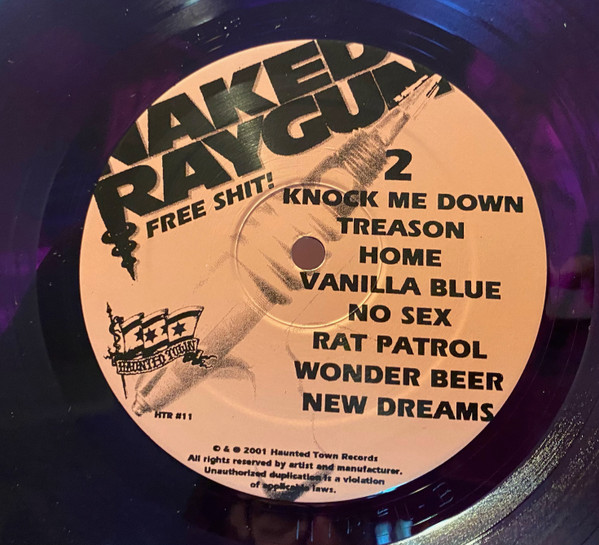 NAKED
RAYGUN
FREE SHIT!
2
KNOCK ME DOWN
TREASON
HOME
VANILLA BLUE
NO SEX
RAT PATROL
WONDER BEER
NEW DREAMS
HAUNTED TOWN
HTR #11
© & ℗ 2001 Haunted Town Records
All rights reserved by artist and manufacturer.
Unauthorized duplication is a violation
of applicable laws.